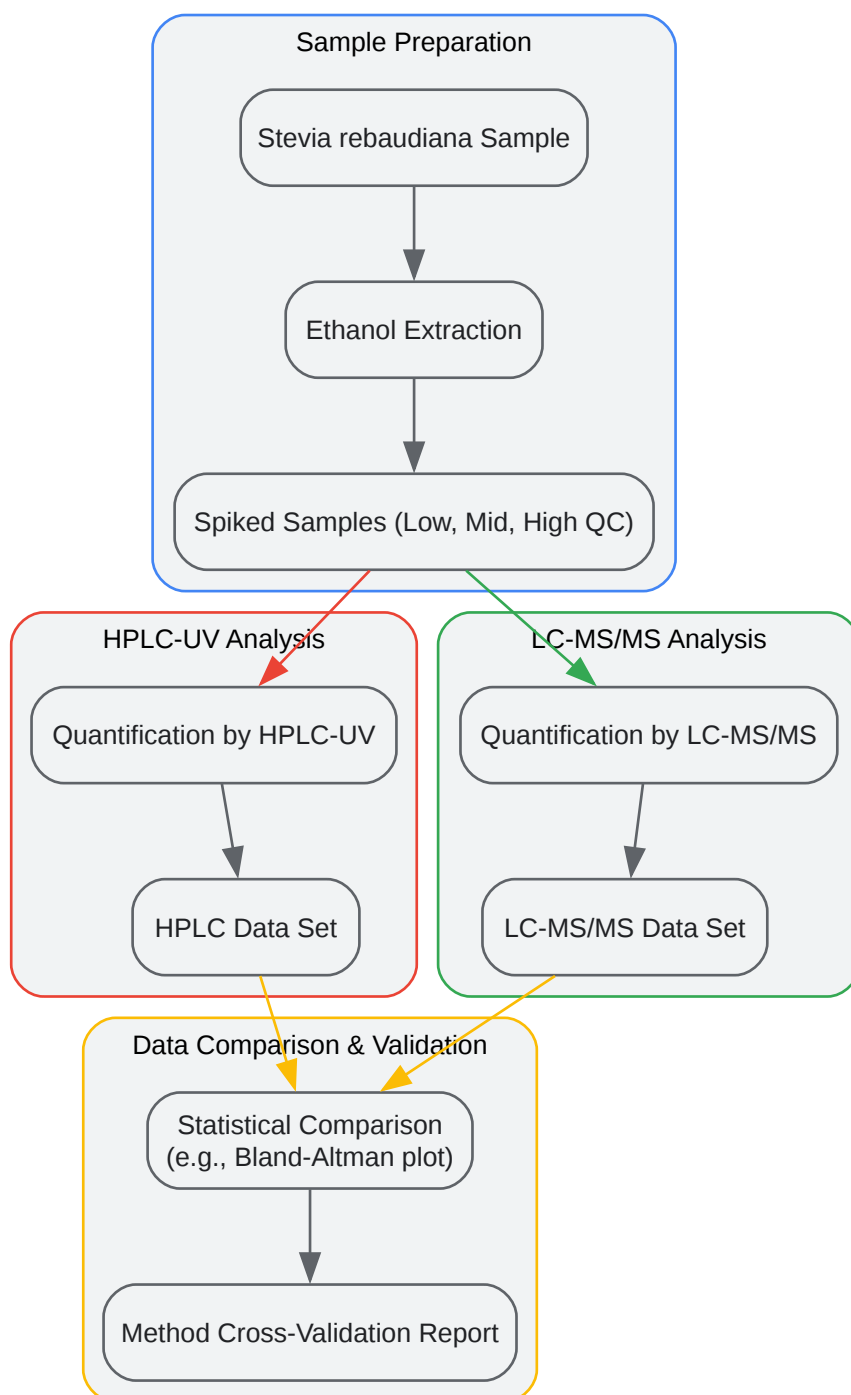 Sample Preparation
Stevia rebaudiana Sample
Ethanol Extraction
Spiked Samples (Low, Mid, High QC)
HPLC-UV Analysis
Quantification by HPLC-UV
HPLC Data Set
LC-MS/MS Analysis
Quantification by LC-MS/MS
LC-MS/MS Data Set
Data Comparison & Validation
Statistical Comparison
(e.g., Bland-Altman plot)
Method Cross-Validation Report